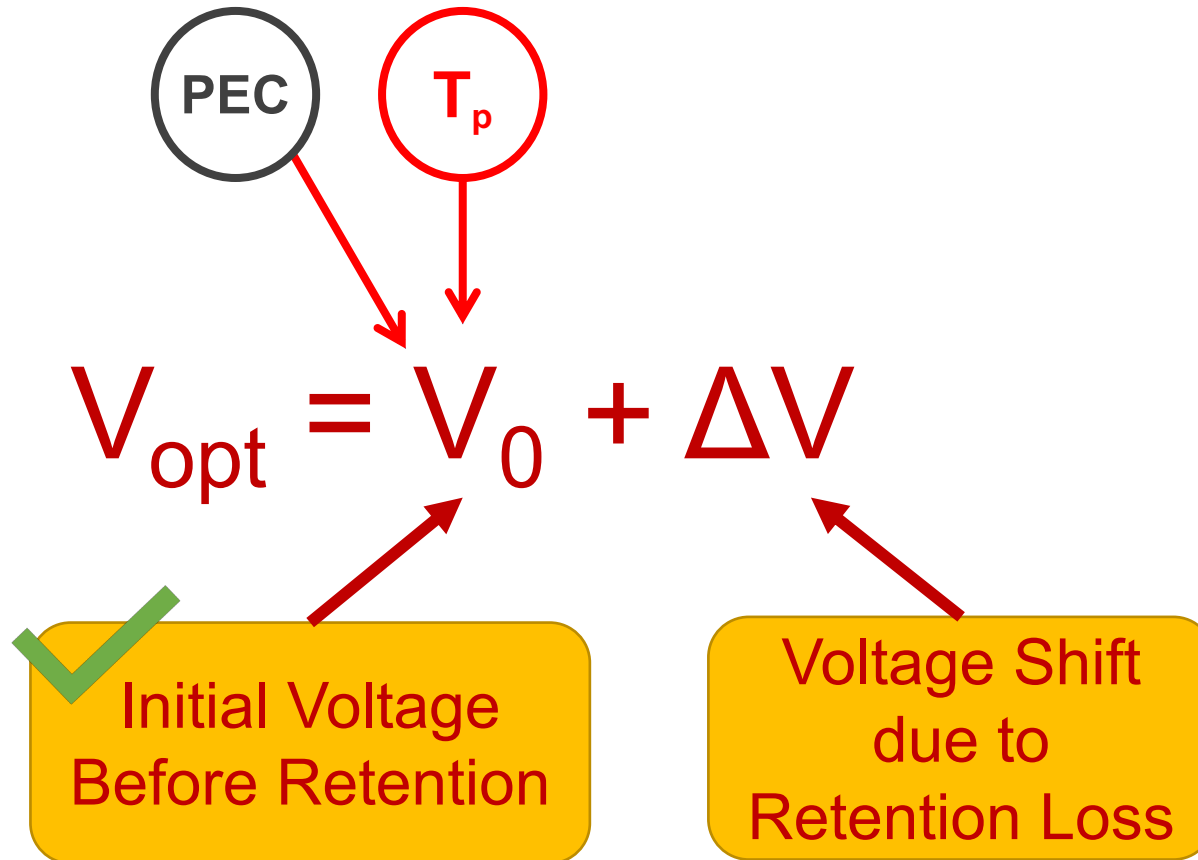 PEC
Tₚ
Vₒₚₜ = V₀ + ΔV
Initial Voltage
Before Retention
Voltage Shift
due to
Retention Loss